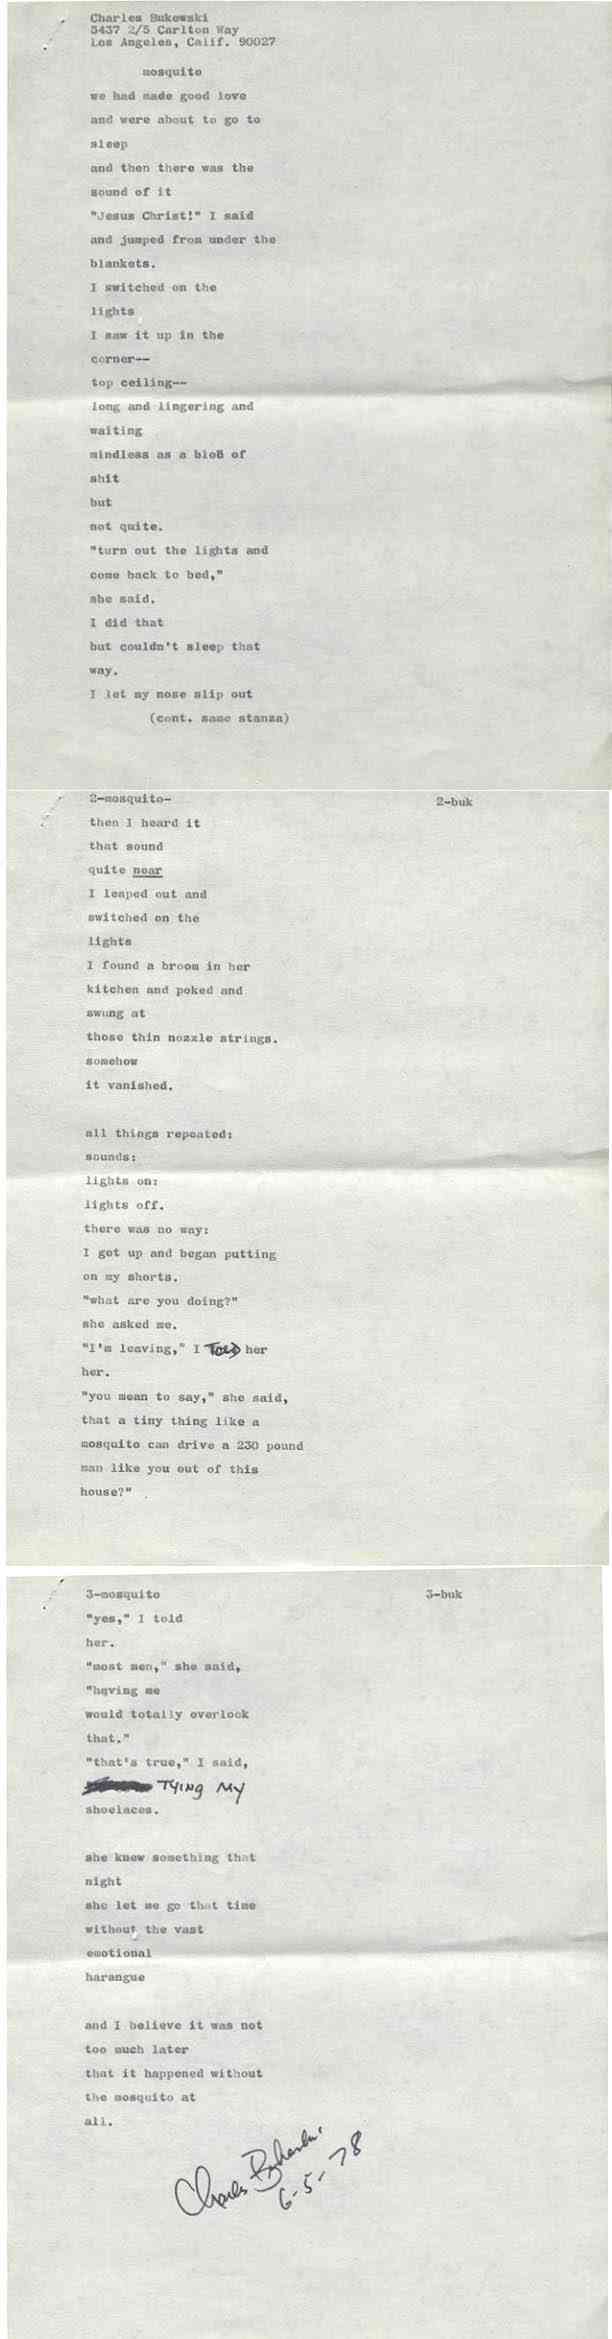 Charles Bukowski
5437 2/5 Carlton Way
Los Angeles, Calif. 90027
mosquito
we had made good love
and were about to go to
sleep
and then there was the
sound of it
"Jesus Christ!" I said
and jumped from under the
blankets.
I switched on the
lights
I saw it up in the
corner--
top ceiling--
long and lingering and
waiting
mindless as a blob of
shit
but
not quite.
"turn out the lights and
come back to bed,"
she said.
I did that
but couldn't sleep that
way.
I let my nose slip out
(cont. same stanza)
2-mosquito- 2-buk
then I heard it
that sound
quite near
I leaped out and
switched on the
lights
I found a broom in her
kitchen and poked and
swung at
those thin nozzle strings.
somehow
it vanished.
all things repeated:
sounds:
lights on:
lights off.
there was no way:
I got up and began putting
on my shorts.
"what are you doing?"
she asked me.
"I'm leaving," I TOLD her
her.
"you mean to say," she said,
that a tiny thing like a
mosquito can drive a 230 pound
man like you out of this
house?"
3-mosquito 3-buk
"yes," I told
her.
"most men," she said,
"having me
would totally overlook
that."
"that's true," I said,
TYING MY
shoelaces.
she knew something that
night
she let me go that time
without the vast
emotional
harangue
and I believe it was not
too much later
that it happened without
the mosquito at
all.
Charles Bukowski
6-5-78